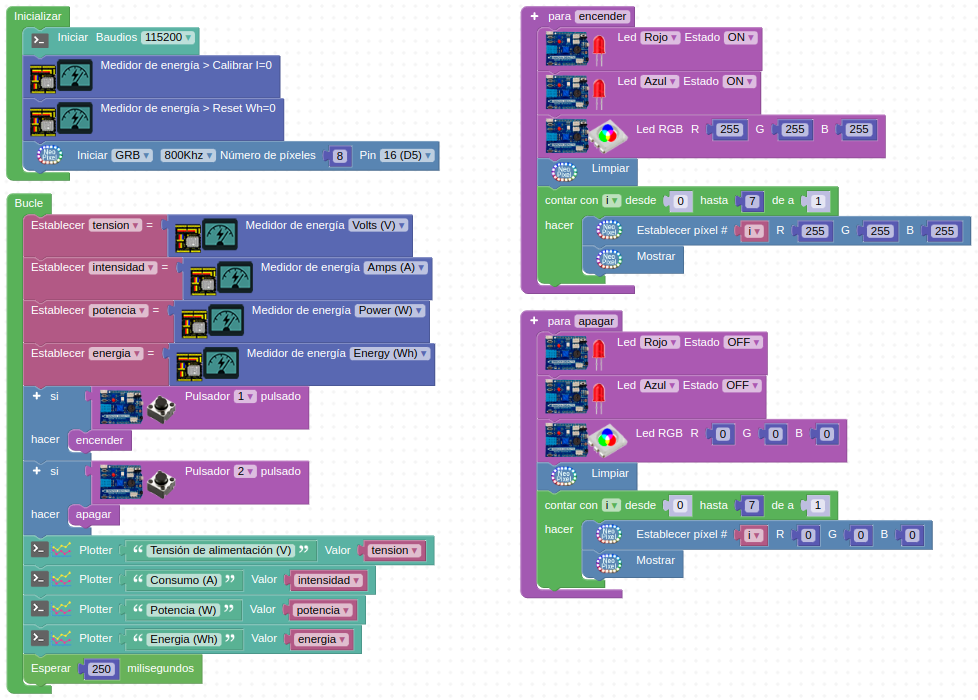 Inicializar
Iniciar Baudios 115200
Medidor de energía > Calibrar I=0
Medidor de energía > Reset Wh=0
Neo Pixel Iniciar GRB 800Khz Número de píxeles 8 Pin 16 (D5)
Bucle
Establecer tension = Medidor de energía Volts (V)
Establecer intensidad = Medidor de energía Amps (A)
Establecer potencia = Medidor de energía Power (W)
Establecer energia = Medidor de energía Energy (Wh)
+ si Pulsador 1 pulsado
hacer encender
+ si Pulsador 2 pulsado
hacer apagar
Plotter “ Tensión de alimentación (V) ” Valor tension
Plotter “ Consumo (A) ” Valor intensidad
Plotter “ Potencia (W) ” Valor potencia
Plotter “ Energia (Wh) ” Valor energia
Esperar 250 milisegundos
+ para encender
Led Rojo Estado ON
Led Azul Estado ON
Led RGB R 255 G 255 B 255
Neo Pixel Limpiar
contar con i desde 0 hasta 7 de a 1
hacer Neo Pixel Establecer píxel # i R 255 G 255 B 255
Neo Pixel Mostrar
+ para apagar
Led Rojo Estado OFF
Led Azul Estado OFF
Led RGB R 0 G 0 B 0
Neo Pixel Limpiar
contar con i desde 0 hasta 7 de a 1
hacer Neo Pixel Establecer píxel # i R 0 G 0 B 0
Neo Pixel Mostrar